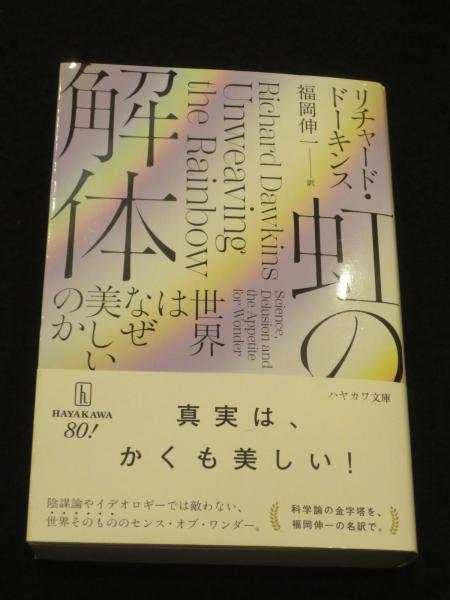 リチャード・
ドーキンス
福岡伸一——訳
虹の
解体
Richard Dawkins
Unweaving
the Rainbow
Science,
Delusion and
the Appetite
for Wonder
世界
はなぜ
美しい
のか
ハヤカワ文庫
h
HAYAKAWA
80!
真実は、
かくも美しい!
陰謀論やイデオロギーでは敵わない、
世界そのもののセンス・オブ・ワンダー。
科学論の金字塔を、
福岡伸一の名訳で。